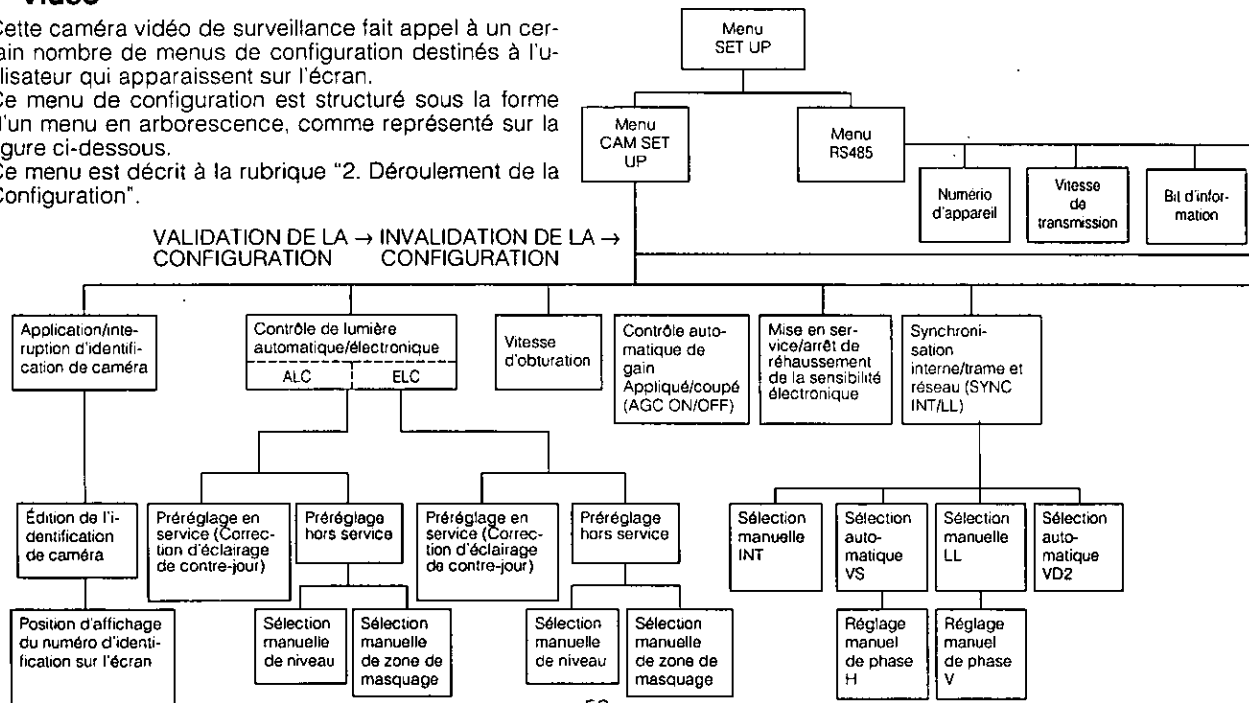 vidéo
Cette caméra vidéo de surveillance fait appel à un cer-
tain nombre de menus de configuration destinés à l'u-
tilisateur qui apparaissent sur l'écran.
Ce menu de configuration est structuré sous la forme
d'un menu en arborescence, comme représenté sur la
figure ci-dessous.
Ce menu est décrit à la rubrique "2. Déroulement de la
Configuration".
Menu
SET UP
Menu
CAM SET
UP
Menu
RS485
Numério
d'appareil
Vitesse
de
transmission
Bit d'infor-
mation
VALIDATION DE LA → INVALIDATION DE LA →
CONFIGURATION CONFIGURATION
Application/inte-
ruption d'identifi-
cation de caméra
Contrôle de lumière
automatique/électronique
ALC ELC
Vitesse
d'obturation
Contrôle auto-
matique de
gain
Appliqué/coupé
(AGC ON/OFF)
Mise en ser-
vice/arrêt de
réhaussement
de la sensibilité
électronique
Synchroni-
sation
interne/trame et
réseau (SYNC
INT/LL)
Édition de l'i-
dentification
de caméra
Préréglage en
service (Correc-
tion d'éclairage
de contre-jour)
Préréglage
hors service
Préréglage en
service (Correc-
tion d'éclairage
de contre-jour)
Préréglage
hors service
Sélection
manuelle
INT
Sélection
auto-
matique
VS
Sélection
manuelle
LL
Sélection
auto-
matique
VD2
Position d'affichage
du numéro d'identi-
fication sur l'écran
Sélection
manuelle
de niveau
Sélection
manuelle
de zone de
masquage
Sélection
manuelle
de niveau
Sélection
manuelle
de zone de
masquage
Réglage
manuel
de phase
H
Réglage
manuel
de phase
V